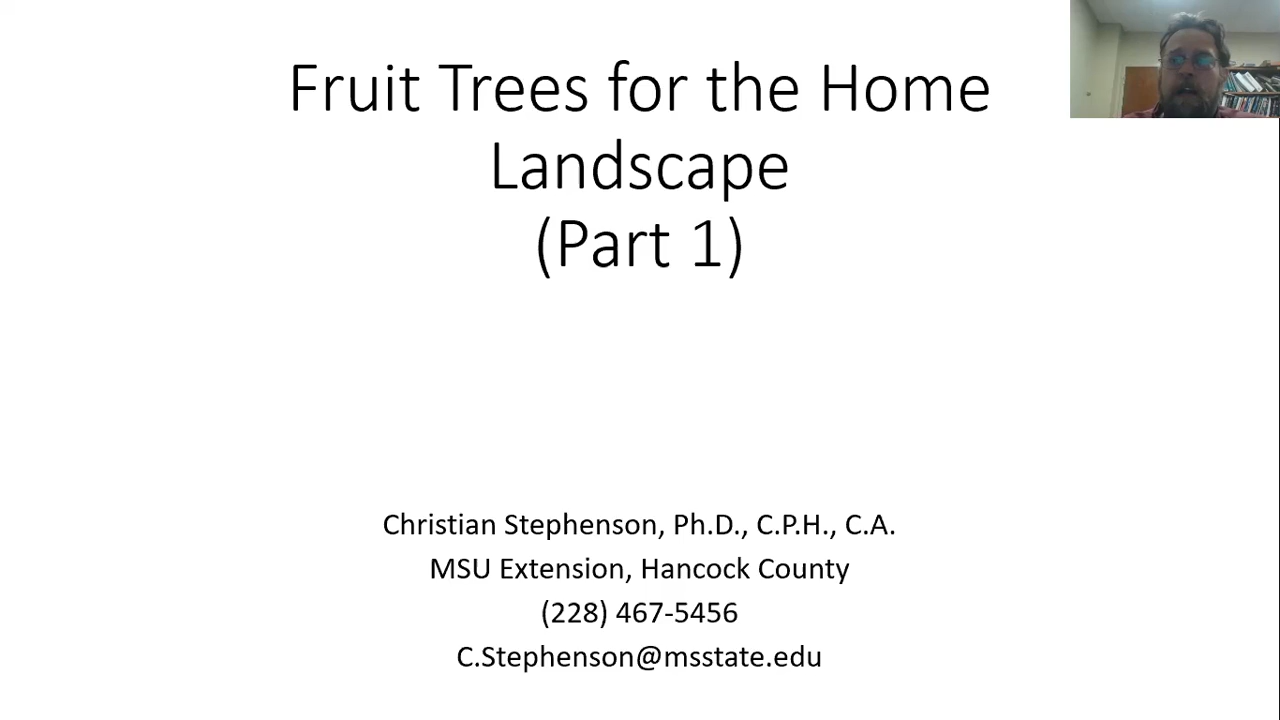 Fruit Trees for the Home
Landscape
(Part 1)
Christian Stephenson, Ph.D., C.P.H., C.A.
MSU Extension, Hancock County
(228) 467-5456
C.Stephenson@msstate.edu